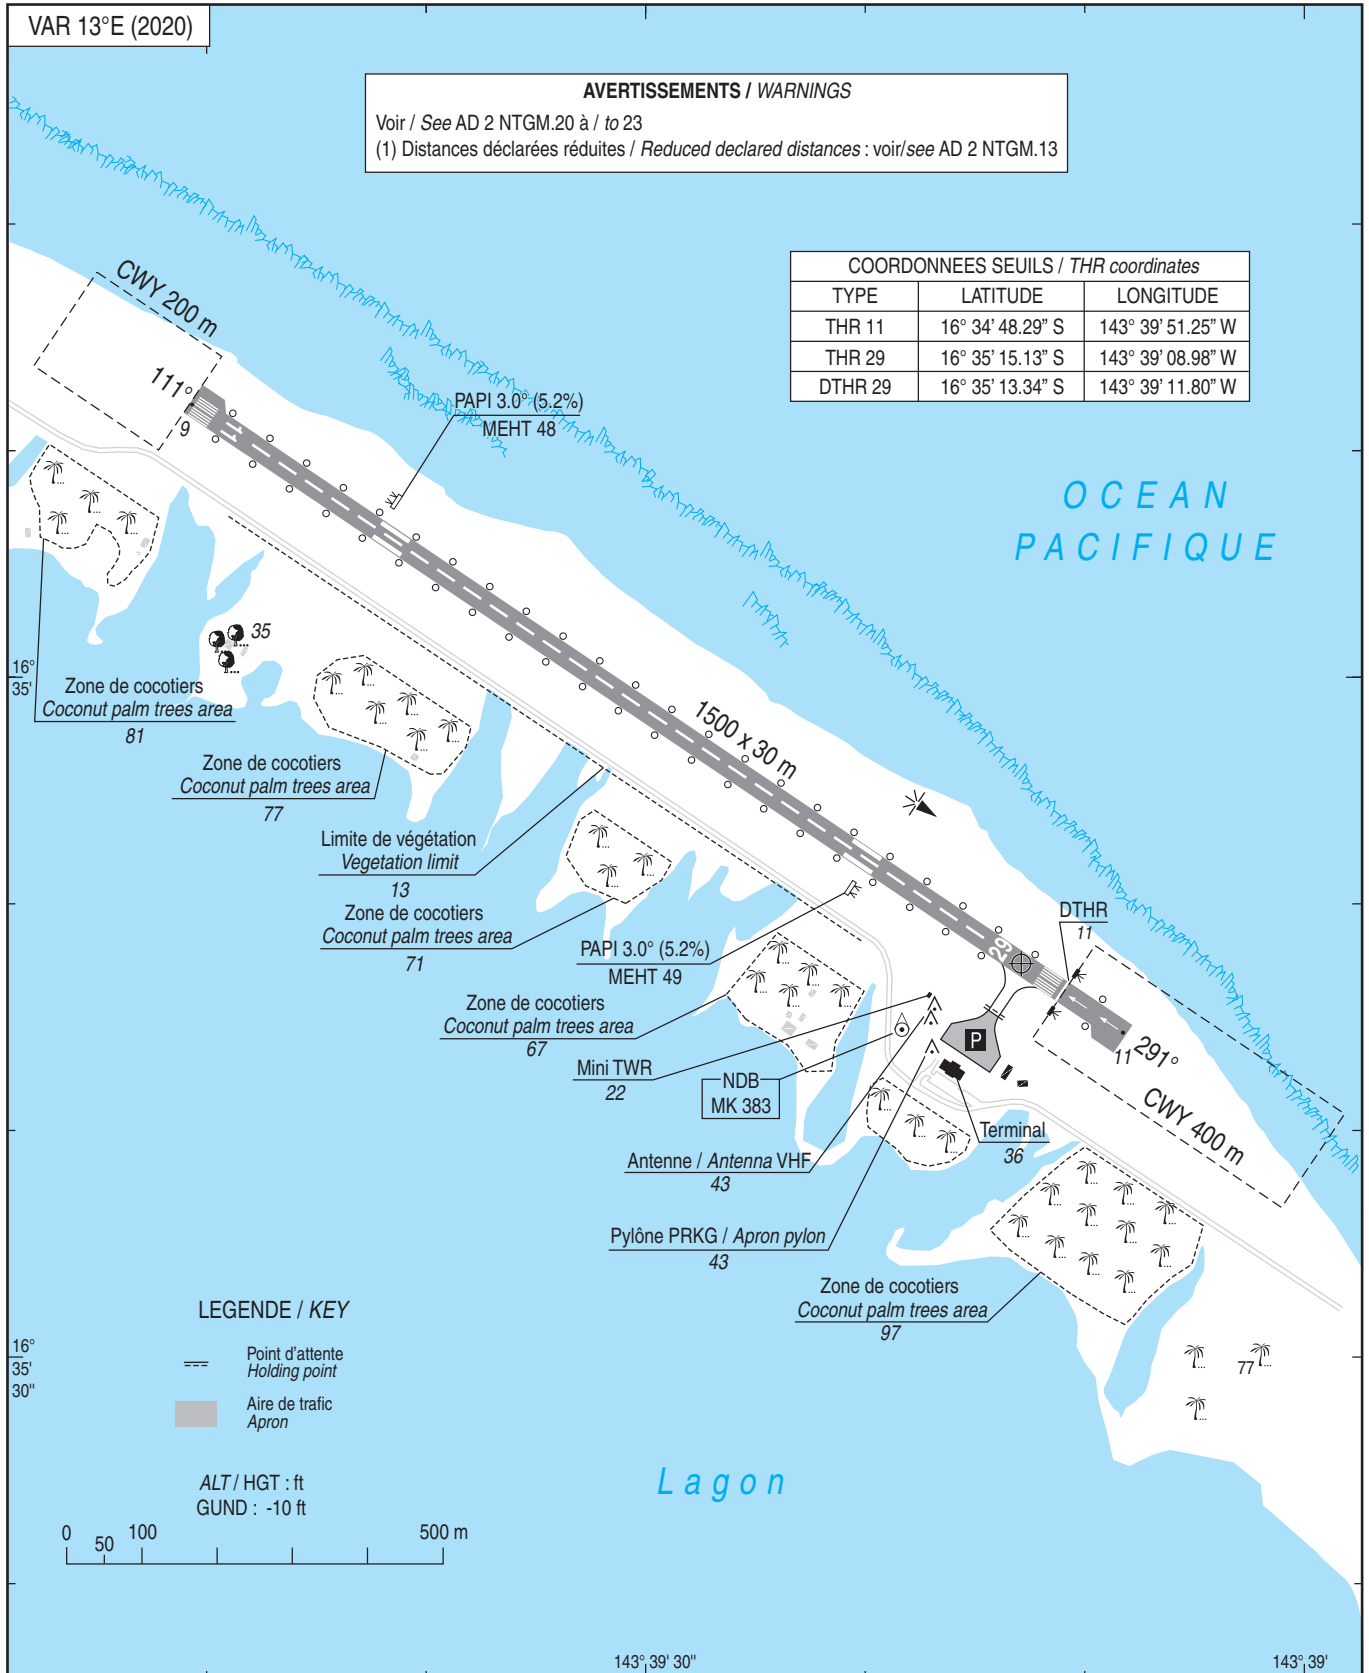 VAR 13°E (2020)
AVERTISSEMENTS / WARNINGS
Voir / See AD 2 NTGM.20 à / to 23
(1) Distances déclarées réduites / Reduced declared distances : voir/see AD 2 NTGM.13
COORDONNEES SEUILS / THR coordinates
TYPE LATITUDE LONGITUDE
THR 11 16° 34' 48.29" S 143° 39' 51.25" W
THR 29 16° 35' 15.13" S 143° 39' 08.98" W
DTHR 29 16° 35' 13.34" S 143° 39' 11.80" W
CWY 200 m
111°
9
11
PAPI 3.0° (5.2%)
MEHT 48
OCEAN
PACIFIQUE
35
16°
35'
Zone de cocotiers
Coconut palm trees area
81
Zone de cocotiers
Coconut palm trees area
77
1500 x 30 m
Limite de végétation
Vegetation limit
13
Zone de cocotiers
Coconut palm trees area
71
DTHR
11
PAPI 3.0° (5.2%)
MEHT 49
29
Zone de cocotiers
Coconut palm trees area
67
P
291°
11
Mini TWR
22
NDB
MK 383
CWY 400 m
Terminal
36
Antenne / Antenna VHF
43
Pylône PRKG / Apron pylon
43
Zone de cocotiers
Coconut palm trees area
97
LEGENDE / KEY
Point d'attente
Holding point
Aire de trafic
Apron
16°
35'
30"
77
ALT / HGT : ft
GUND : -10 ft
Lagon
0 50 100 500 m
143° 39' 30"
143° 39'